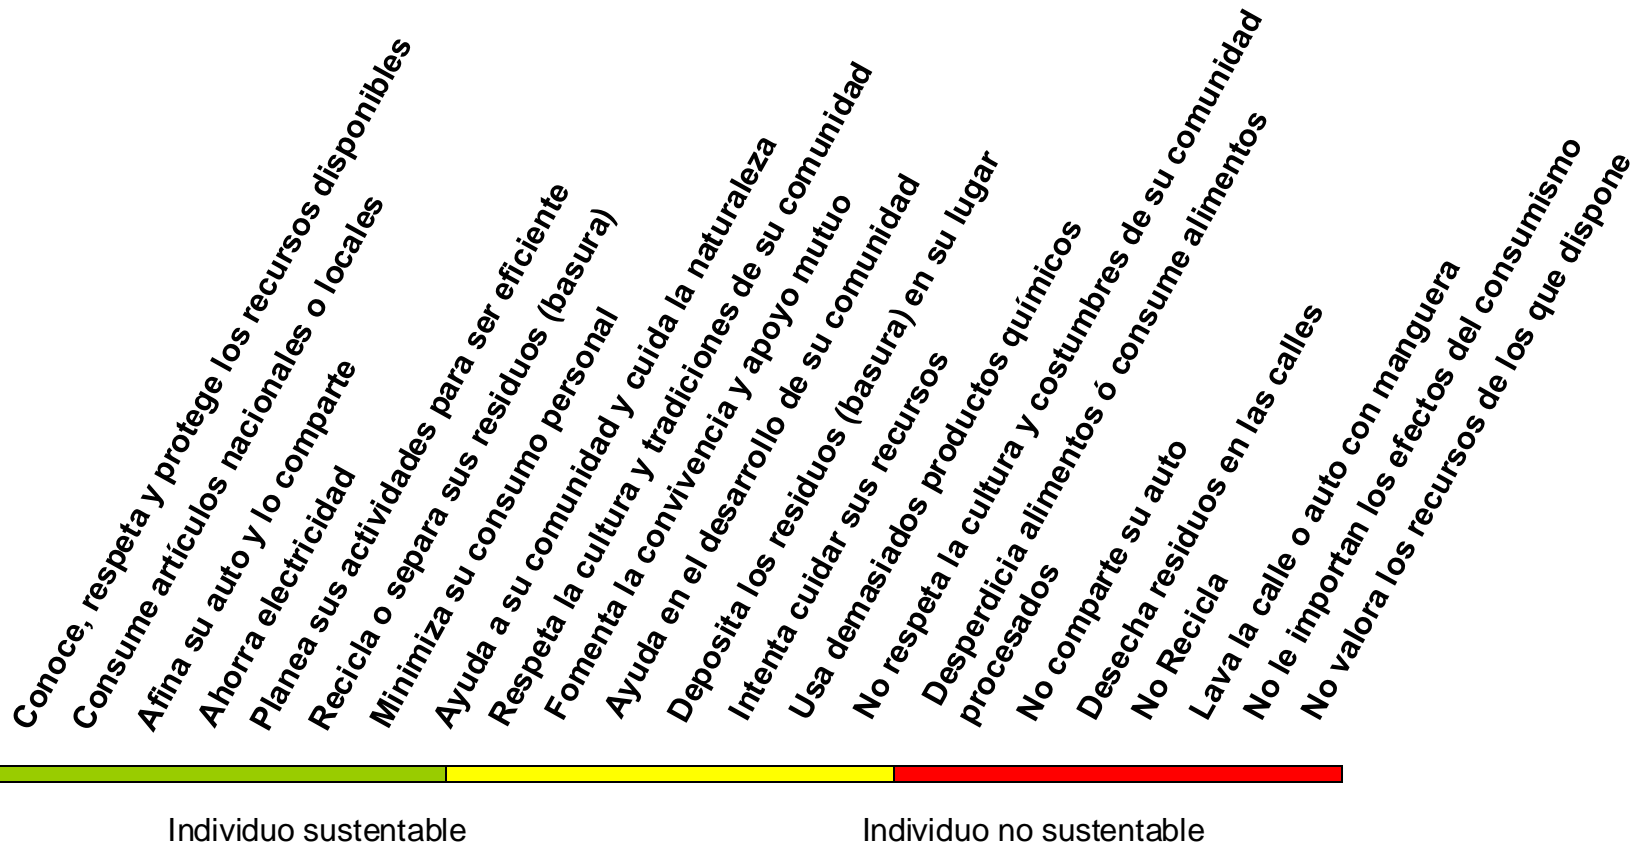 Conoce, respeta y protege los recursos disponibles
Consume artículos nacionales o locales
Afina su auto y lo comparte
Ahorra electricidad
Planea sus actividades para ser eficiente
Recicla o separa sus residuos (basura)
Minimiza su consumo personal
Ayuda a su comunidad y cuida la naturaleza
Respeta la cultura y tradiciones de su comunidad
Fomenta la convivencia y apoyo mutuo
Ayuda en el desarrollo de su comunidad
Deposita los residuos (basura) en su lugar
Intenta cuidar sus recursos
Usa demasiados productos químicos
No respeta la cultura y costumbres de su comunidad
Desperdicia alimentos ó consume alimentos
procesados
No comparte su auto
Desecha residuos en las calles
No Recicla
Lava la calle o auto con manguera
No le importan los efectos del consumismo
No valora los recursos de los que dispone
Individuo sustentable
Individuo no sustentable